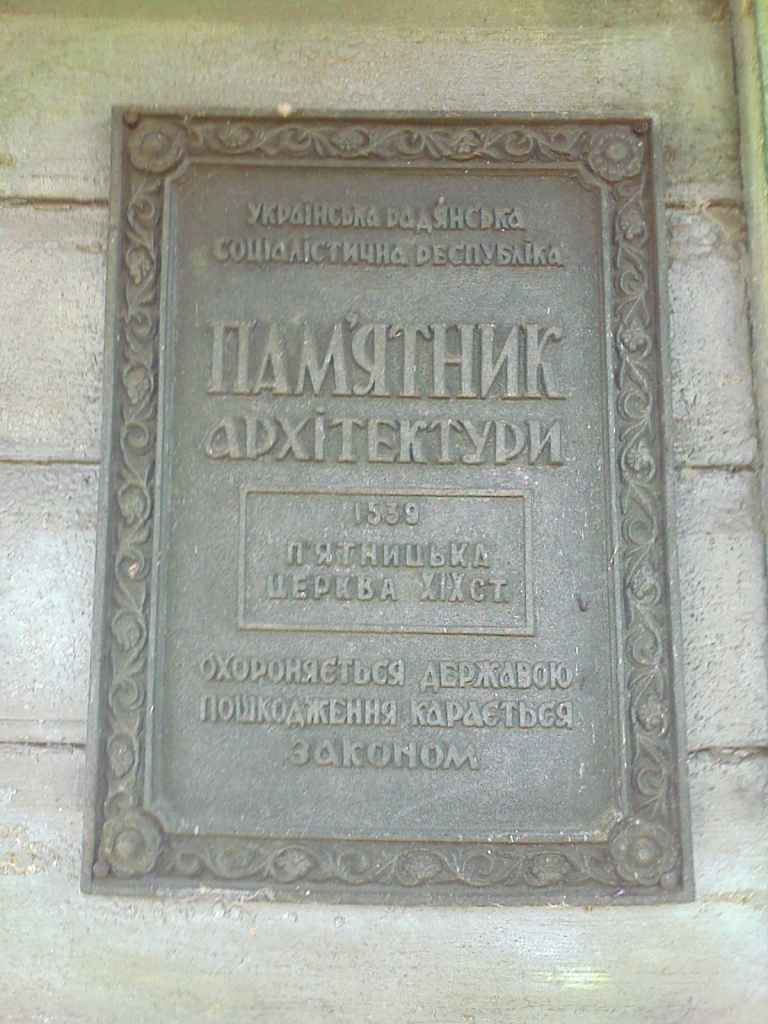 УКРАЇНСЬКА РАДЯНСЬКА
СОЦІАЛІСТИЧНА РЕСПУБЛІКА
ПАМ'ЯТНИК
АРХІТЕКТУРИ
1539
П'ЯТНИЦЬКА
ЦЕРКВА XIX СТ.
ОХОРОНЯЄТЬСЯ ДЕРЖАВОЮ
ПОШКОДЖЕННЯ КАРАЄТЬСЯ
ЗАКОНОМ